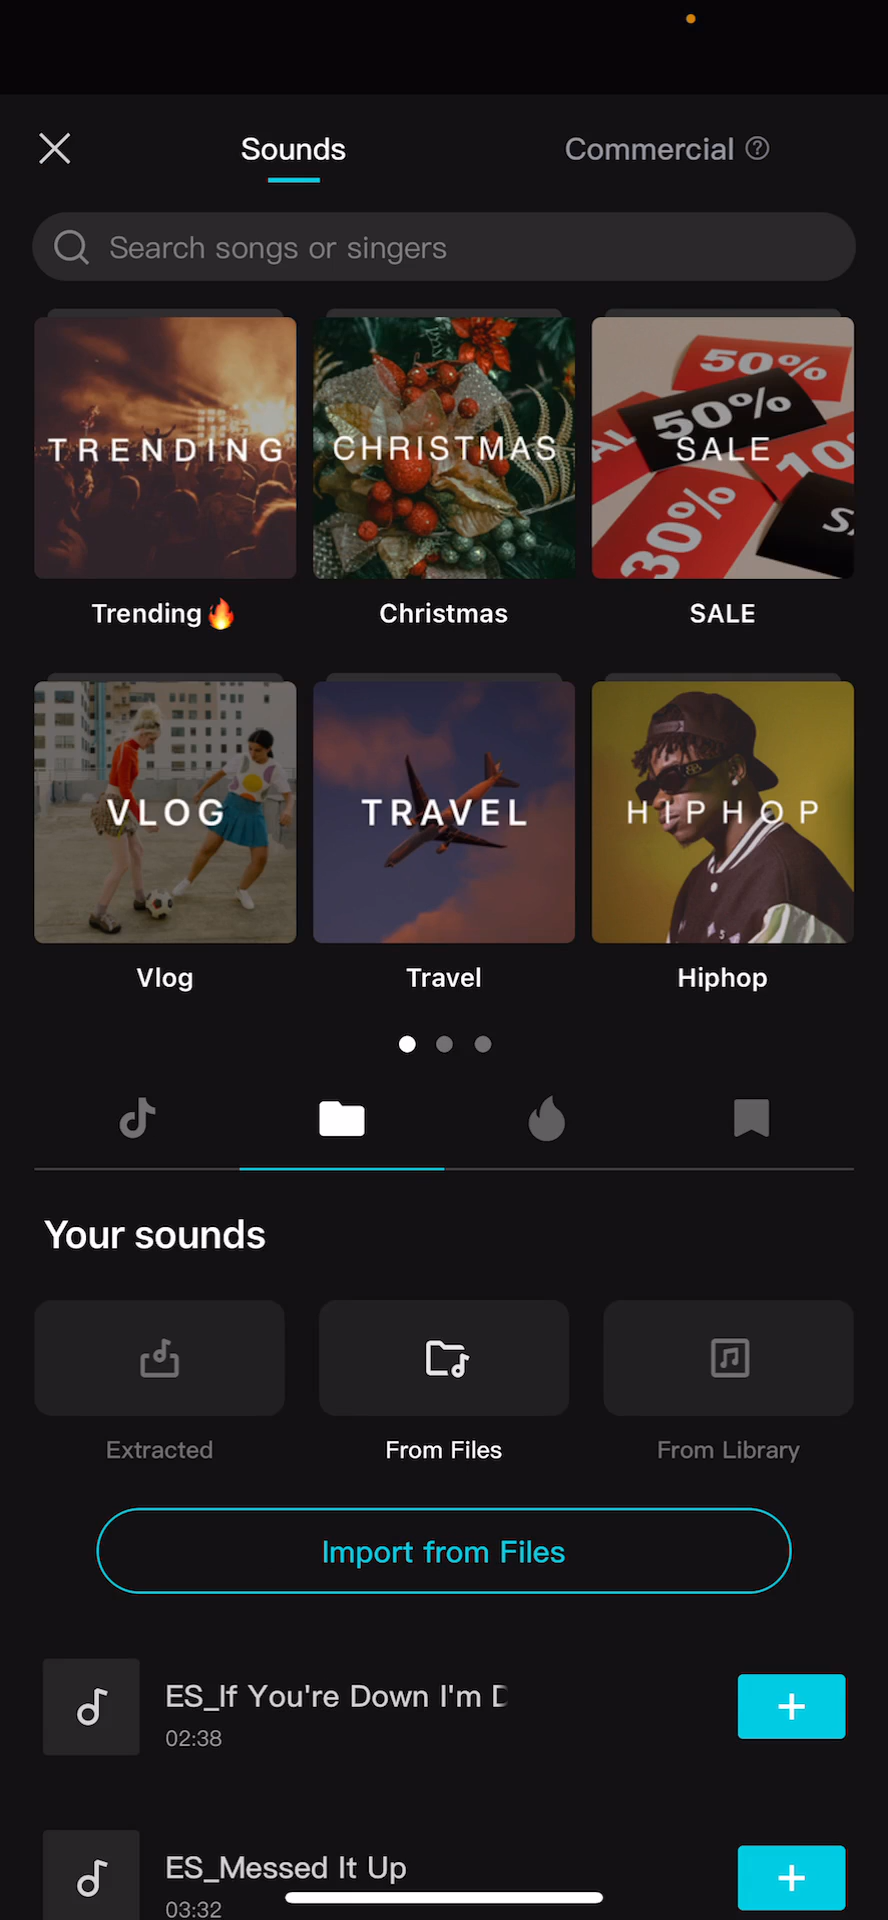 Sounds
Commercial ?
Search songs or singers
TRENDING
CHRISTMAS
50%
50%
SALE
30%
Trending🔥
Christmas
SALE
VLOG
TRAVEL
HIPHOP
Vlog
Travel
Hiphop
Your sounds
Extracted
From Files
From Library
Import from Files
ES_If You're Down I'm
02:38
ES_Messed It Up
03:32